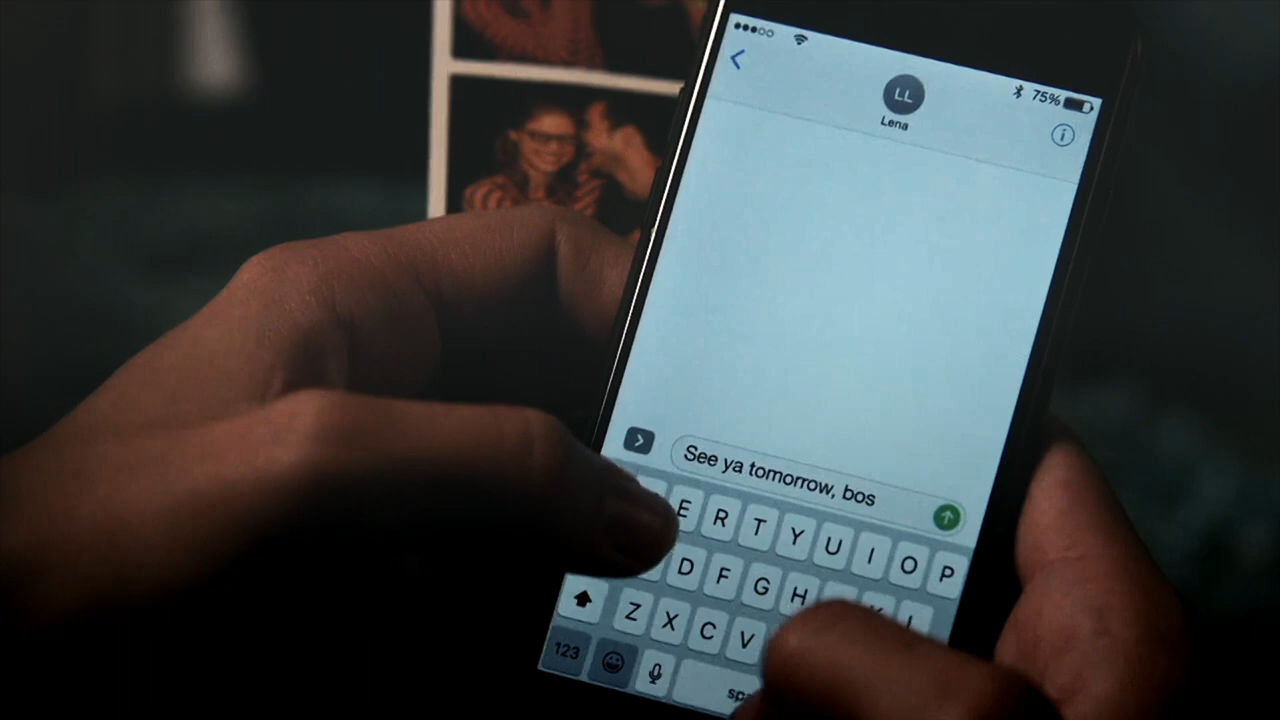 75%
LL
Lena
See ya tomorrow, bos
E R T Y U I O P
D F G H
Z X C V
123